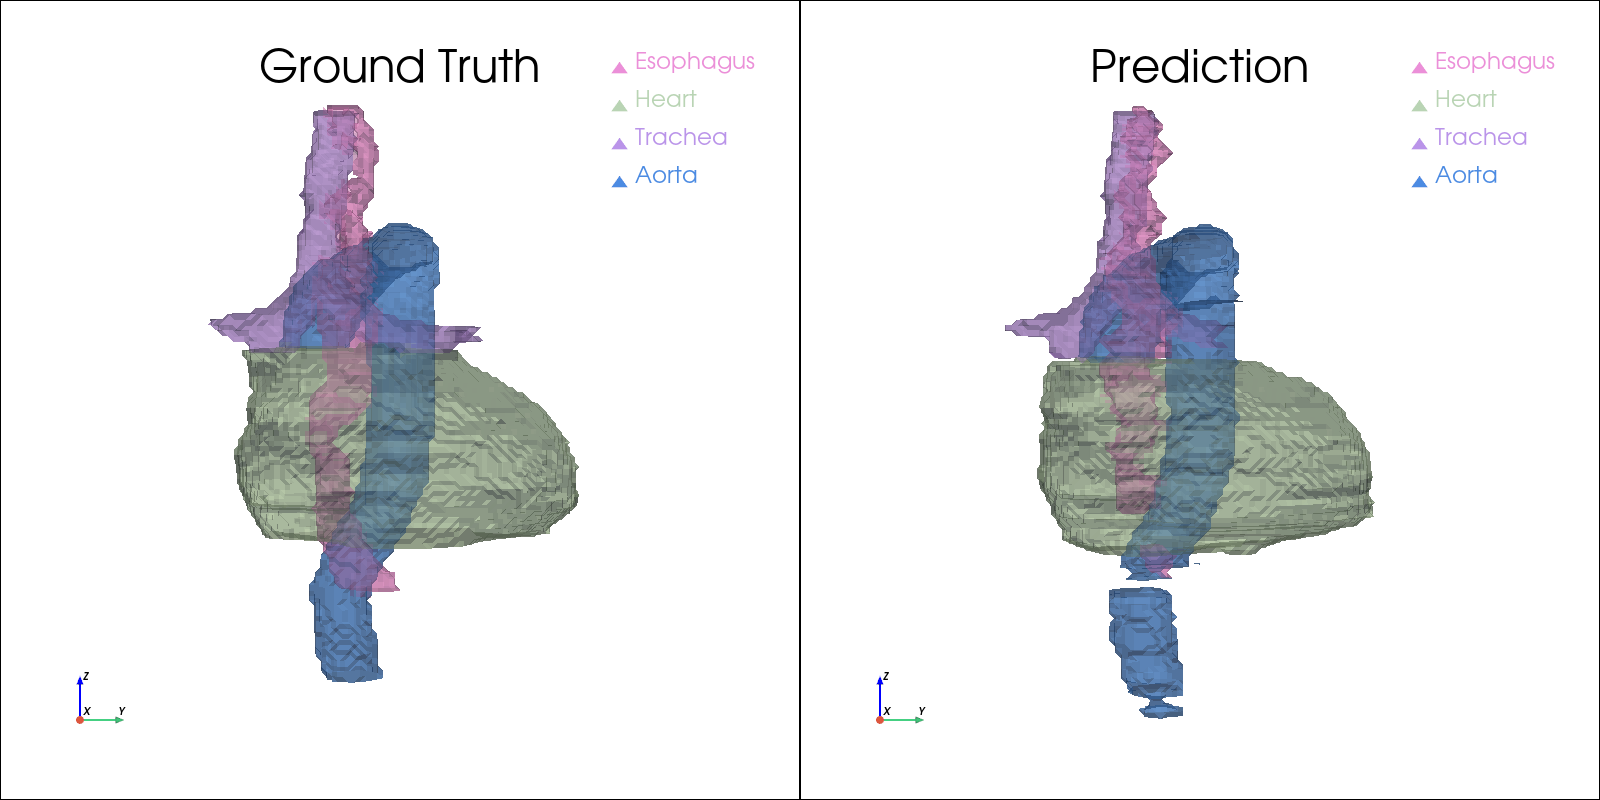 Ground Truth
Esophagus
Heart
Trachea
Aorta
Z
X Y
Prediction
Esophagus
Heart
Trachea
Aorta
Z
X Y